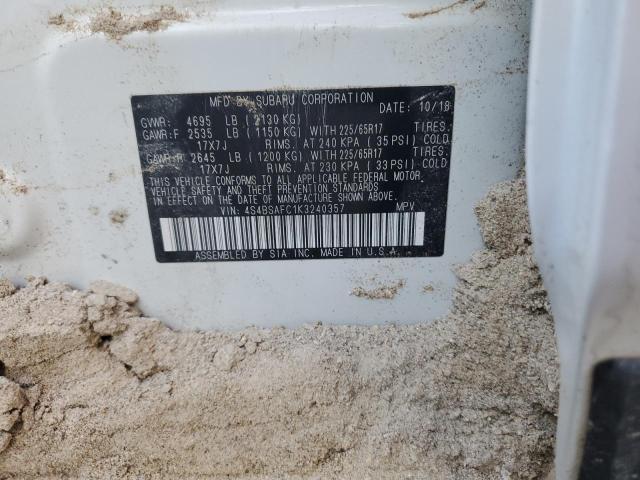 MFD BY SUBARU CORPORATION
DATE: 10/18
GVWR: 4695 LB ( 2130 KG)
GAWR:F 2535 LB ( 1150 KG) WITH 225/65R17 TIRES.
17X7J RIMS. AT 240 KPA ( 35 PSI) COLD
GAWR:R 2645 LB ( 1200 KG) WITH 225/65R17 TIRES.
17X7J RIMS. AT 230 KPA ( 33 PSI) COLD
THIS VEHICLE CONFORMS TO ALL APPLICABLE FEDERAL MOTOR.
VEHICLE SAFETY AND THEFT PREVENTION STANDARDS
IN EFFECT ON THE DATE OF MANUFACTURE SHOWN ABOVE.
VIN: 4S4BSAFC1K3240357 MPV
ASSEMBLED BY SIA INC. MADE IN U.S.A.